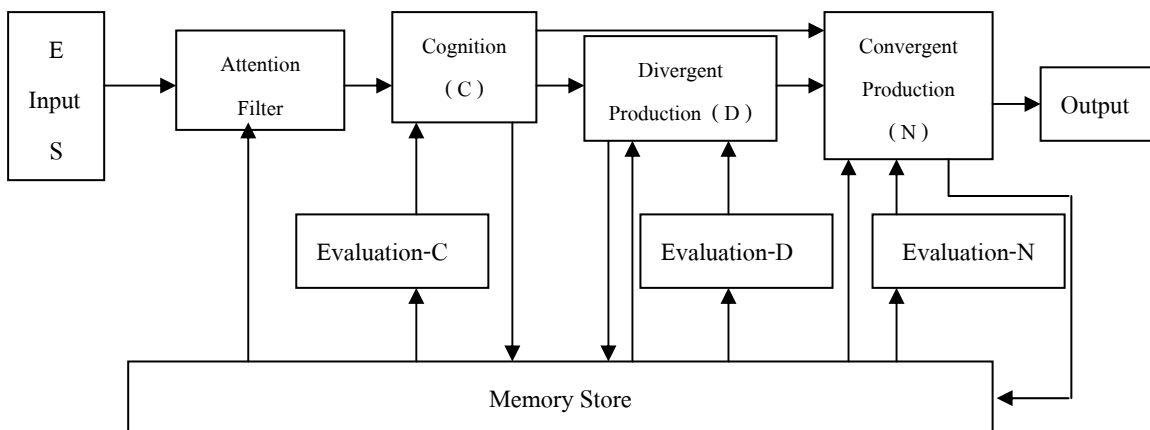 E
Input
S
Attention
Filter
Cognition
( C )
Divergent
Production ( D )
Convergent
Production
( N )
Output
Evaluation-C
Evaluation-D
Evaluation-N
Memory Store